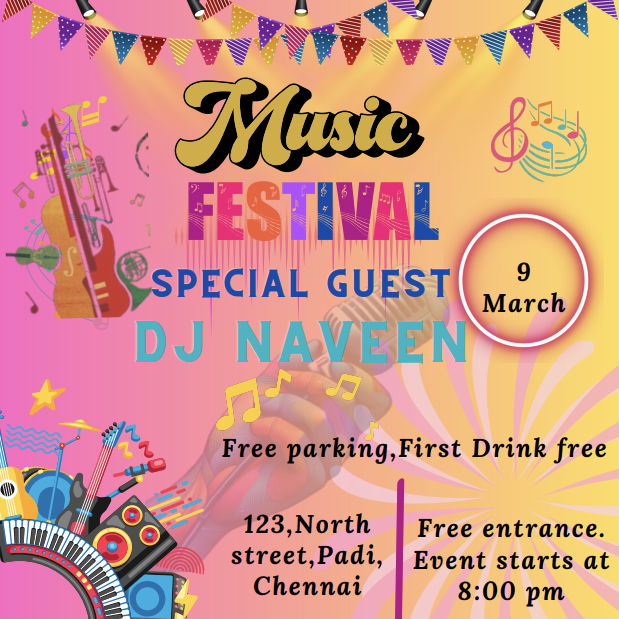 Music
FESTIVAL
SPECIAL GUEST
DJ NAVEEN
9
March
Free parking,First Drink free
123,North
street,Padi,
Chennai
Free entrance.
Event starts at
8:00 pm